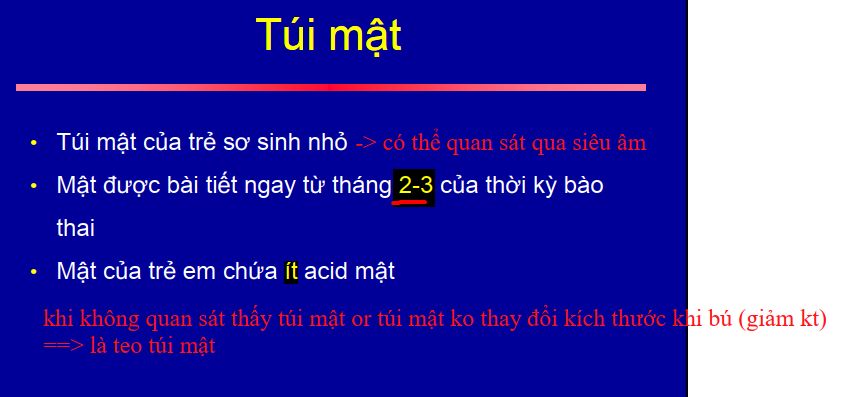 Túi mật
• Túi mật của trẻ sơ sinh nhỏ -> có thể quan sát qua siêu âm
• Mật được bài tiết ngay từ tháng 2-3 của thời kỳ bào
thai
• Mật của trẻ em chứa ít acid mật
khi không quan sát thấy túi mật or túi mật ko thay đổi kích thước khi bú (giảm kt)
==> là teo túi mật